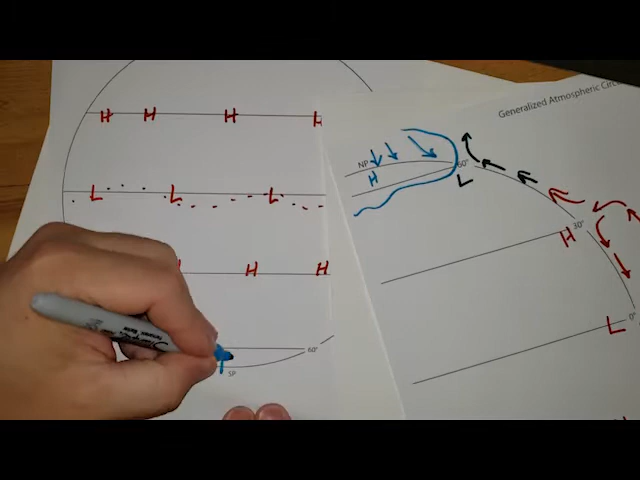 Generalized Atmospheric Circ
H H H H
NP
H
60°
L
L L L
30°
H
H H
0°
L
60°
SP